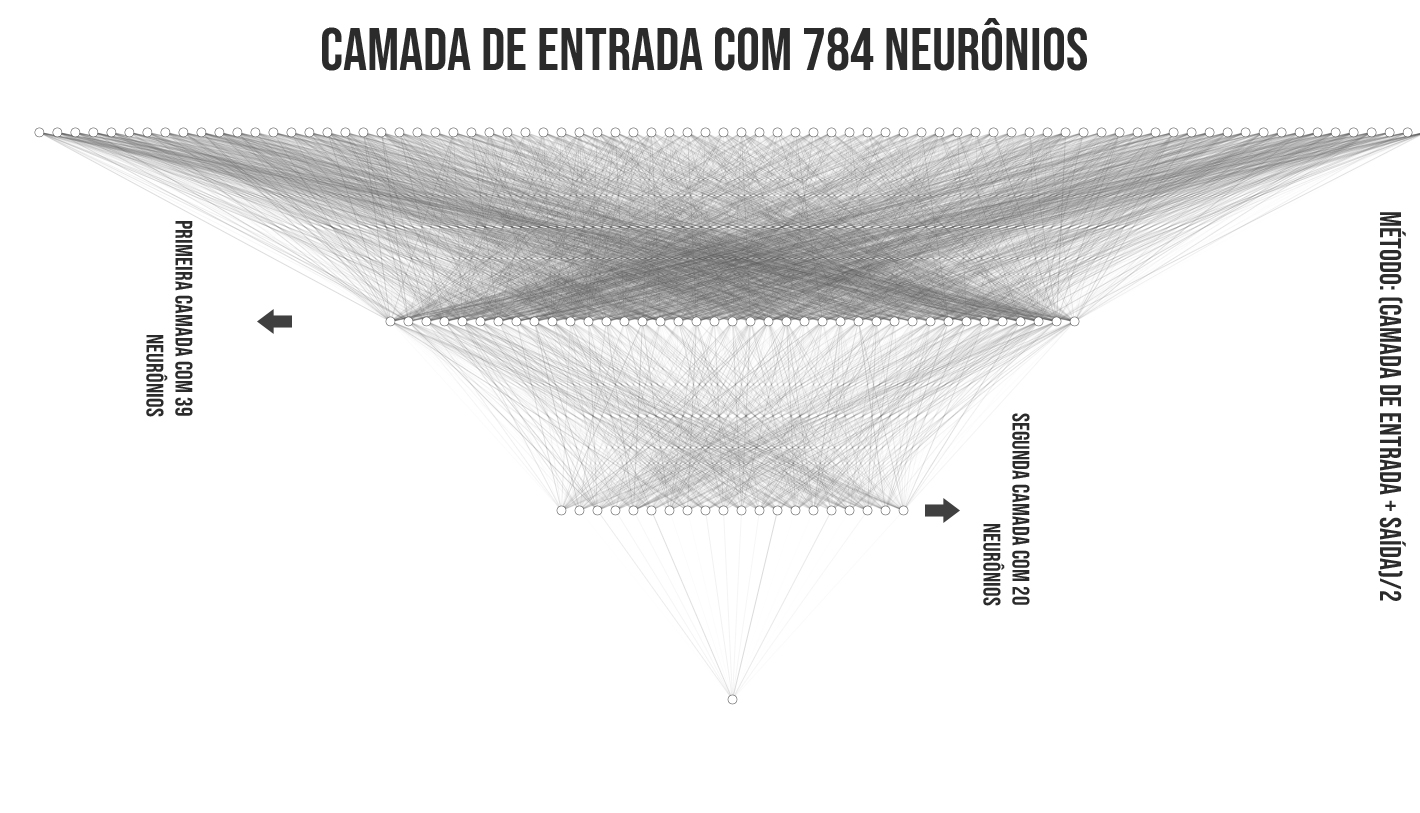 MÉTODO: (CAMADA DE ENTRADA + SAÍDA)/2
CAMADA DE ENTRADA COM 784 NEURÔNIOS
SEGUNDA CAMADA COM 20
NEURÔNIOS
PRIMEIRA CAMADA COM 39
NEURÔNIOS